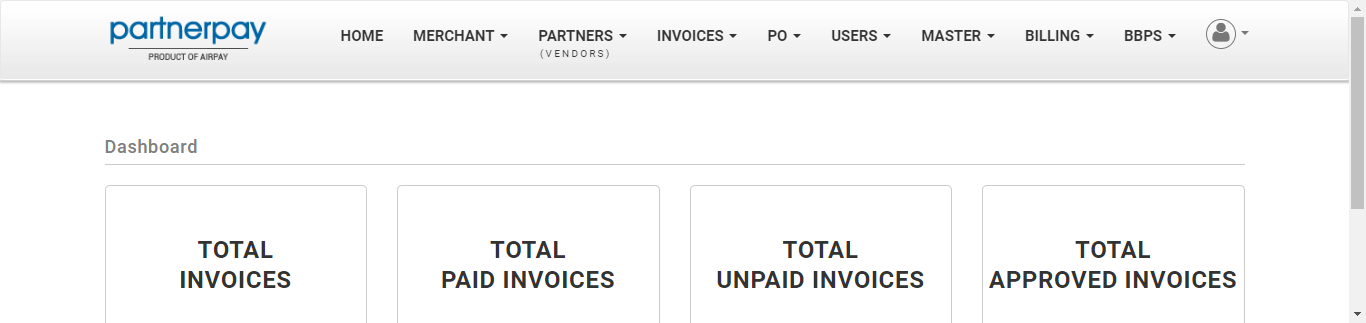 partnerpay
PRODUCT OF AIRPAY
HOME MERCHANT PARTNERS INVOICES PO USERS MASTER BILLING BBPS
(VENDORS)
Dashboard
TOTAL
INVOICES
TOTAL
PAID INVOICES
TOTAL
UNPAID INVOICES
TOTAL
APPROVED INVOICES